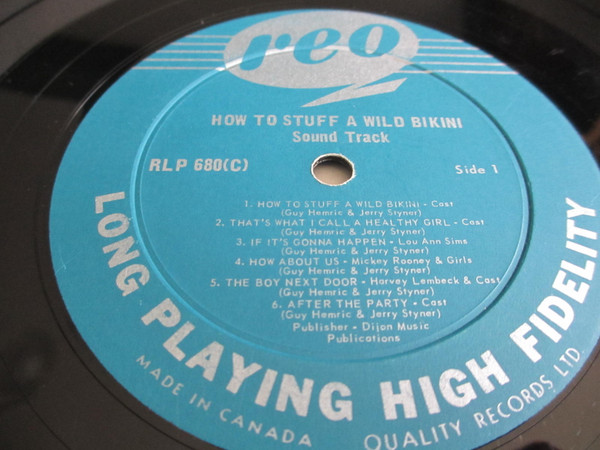 reo
HOW TO STUFF A WILD BIKINI
Sound Track
RLP 680(C)
Side 1
1. HOW TO STUFF A WILD BIKINI - Cast
(Guy Hemric & Jerry Styner)
2. THAT'S WHAT I CALL A HEALTHY GIRL - Cast
(Guy Hemric & Jerry Styner)
3. IF IT'S GONNA HAPPEN - Lou Ann Sims
(Guy Hemric & Jerry Styner)
4. HOW ABOUT US - Mickey Rooney & Girls
(Guy Hemric & Jerry Styner)
5. THE BOY NEXT DOOR - Harvey Lembeck & Cast
(Guy Hemric & Jerry Styner)
6. AFTER THE PARTY - Cast
(Guy Hemric & Jerry Styner)
Publisher - Dijon Music
Publications
LONG PLAYING HIGH FIDELITY
MADE IN CANADA
QUALITY RECORDS LTD.